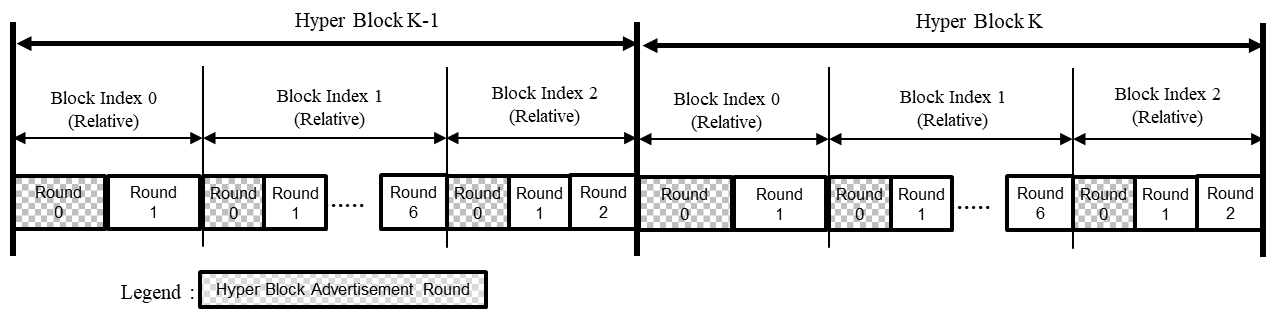 Hyper Block K-1
Hyper Block K
Block Index 0
(Relative)
Block Index 1
(Relative)
Block Index 2
(Relative)
Block Index 0
(Relative)
Block Index 1
(Relative)
Block Index 2
(Relative)
Round
0
Round
1
Round
0
Round
1
.....
Round
6
Round
0
Round
1
Round
2
Round
0
Round
1
Round
0
Round
1
.....
Round
6
Round
0
Round
1
Round
2
Legend :
Hyper Block Advertisement Round